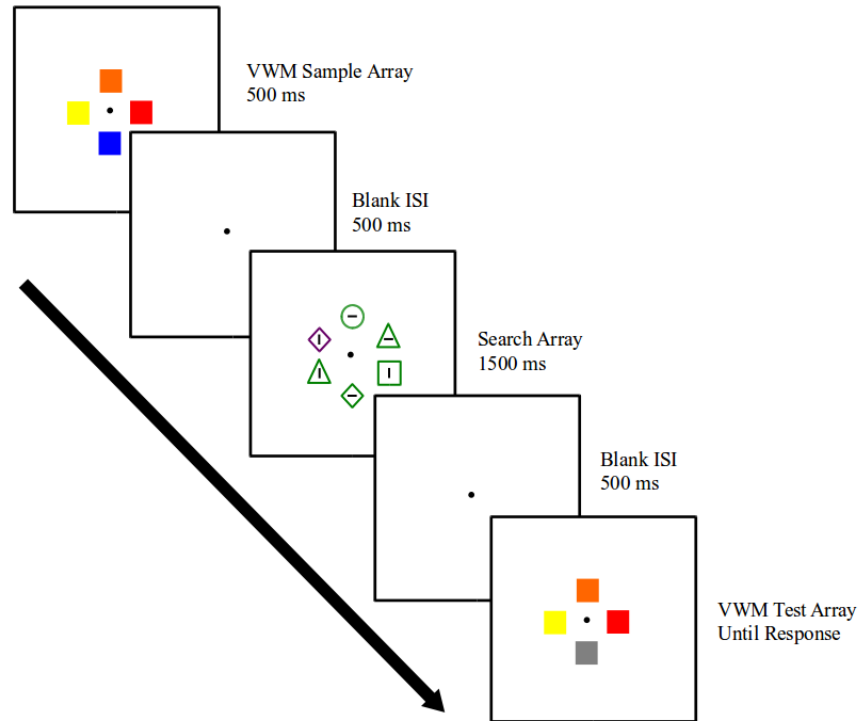 VWM Sample Array
500 ms
Blank ISI
500 ms
Search Array
1500 ms
Blank ISI
500 ms
VWM Test Array
Until Response